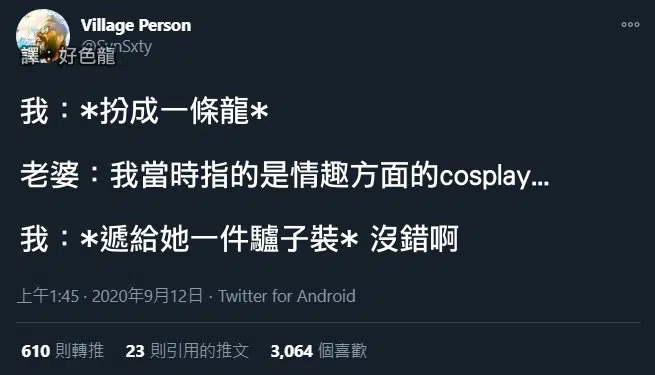 Village Person
@SvnSxty
譯：好色龍
我：*扮成一條龍*
老婆：我當時指的是情趣方面的cosplay...
我：*遞給她一件驢子裝* 沒錯啊
上午1:45 · 2020年9月12日 · Twitter for Android
610 則轉推 23 則引用的推文 3,064 個喜歡